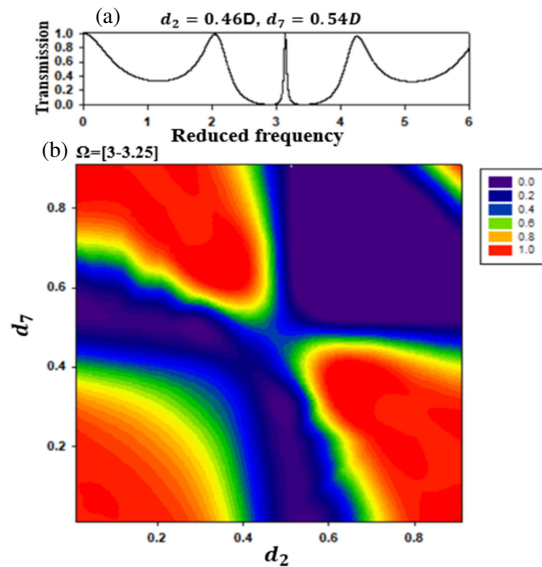 (a)
d₂ = 0.46D, d₇ = 0.54D
Transmission
1.0
0.8
0.6
0.4
0.2
0.0
0 1 2 3 4 5 6
Reduced frequency
(b) Ω=[3-3.25]
0.8
0.6
0.4
0.2
d₇
0.2 0.4 0.6 0.8
d₂
0.0
0.2
0.4
0.6
0.8
1.0